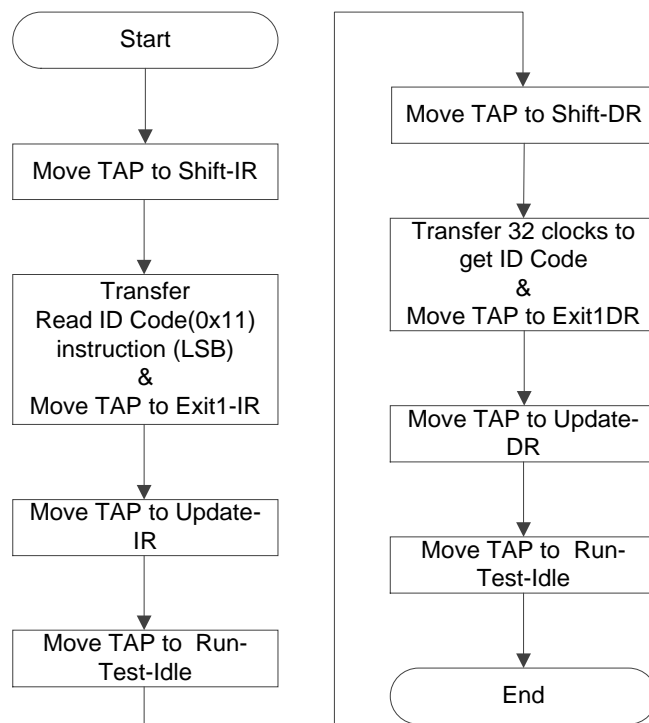 Start
Move TAP to Shift-IR
Transfer
Read ID Code(0x11)
instruction (LSB)
&
Move TAP to Exit1-IR
Move TAP to Update-
IR
Move TAP to Run-
Test-Idle
Move TAP to Shift-DR
Transfer 32 clocks to
get ID Code
&
Move TAP to Exit1DR
Move TAP to Update-
DR
Move TAP to Run-
Test-Idle
End